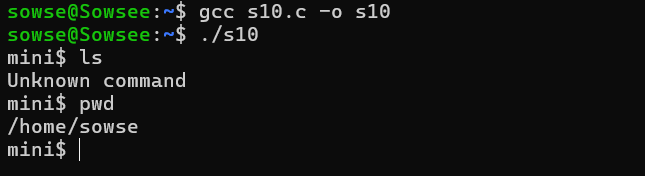 sowse@Sowsee:~$ gcc s10.c -o s10
sowse@Sowsee:~$ ./s10
mini$ ls
Unknown command
mini$ pwd
/home/sowse
mini$